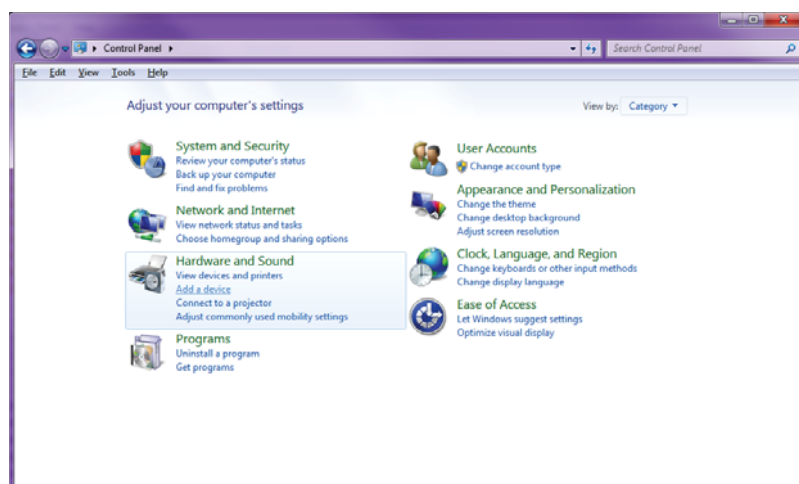 Control Panel
Search Control Panel
File Edit View Tools Help
Adjust your computer's settings
View by: Category
System and Security
Review your computer's status
Back up your computer
Find and fix problems
Network and Internet
View network status and tasks
Choose homegroup and sharing options
Hardware and Sound
View devices and printers
Add a device
Connect to a projector
Adjust commonly used mobility settings
Programs
Uninstall a program
Get programs
User Accounts
Change account type
Appearance and Personalization
Change the theme
Change desktop background
Adjust screen resolution
Clock, Language, and Region
Change keyboards or other input methods
Change display language
Ease of Access
Let Windows suggest settings
Optimize visual display